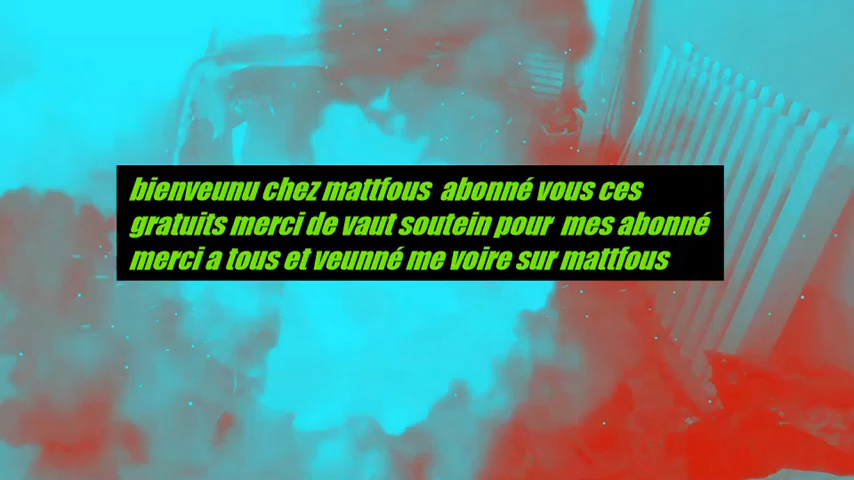 bienveunu chez mattfous abonné vous ces
gratuits merci de vaut soutein pour mes abonné
merci a tous et veunné me voire sur mattfous